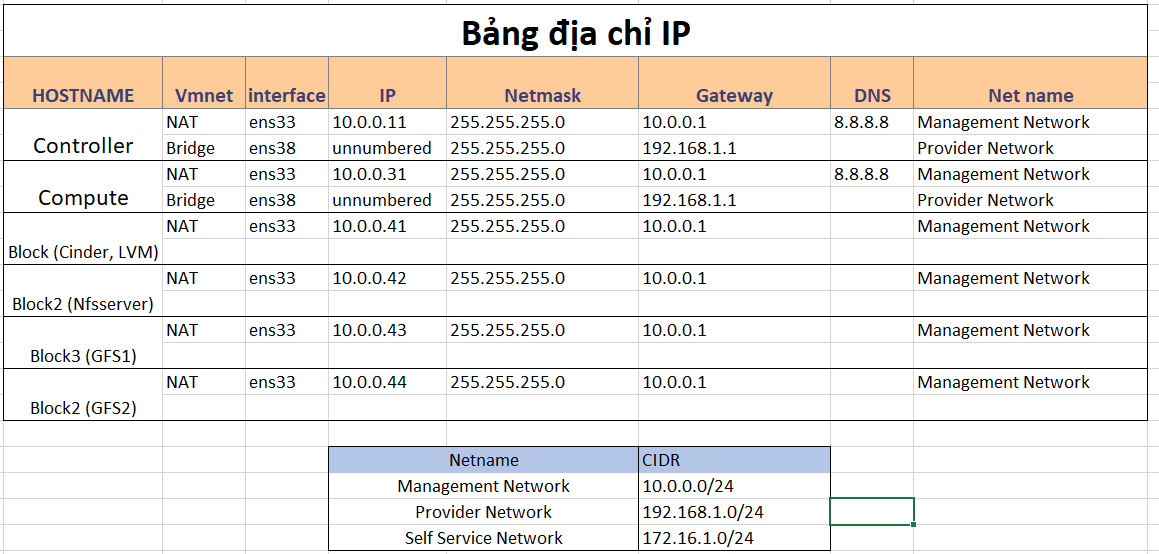 Bảng địa chỉ IP
HOSTNAME Vmnet interface IP Netmask Gateway DNS Net name
Controller NAT ens33 10.0.0.11 255.255.255.0 10.0.0.1 8.8.8.8 Management Network
Bridge ens38 unnumbered 255.255.255.0 192.168.1.1 Provider Network
Compute NAT ens33 10.0.0.31 255.255.255.0 10.0.0.1 8.8.8.8 Management Network
Bridge ens38 unnumbered 255.255.255.0 192.168.1.1 Provider Network
NAT ens33 10.0.0.41 255.255.255.0 10.0.0.1 Management Network
Block (Cinder, LVM)
NAT ens33 10.0.0.42 255.255.255.0 10.0.0.1 Management Network
Block2 (Nfsserver)
NAT ens33 10.0.0.43 255.255.255.0 10.0.0.1 Management Network
Block3 (GFS1)
NAT ens33 10.0.0.44 255.255.255.0 10.0.0.1 Management Network
Block2 (GFS2)
Netname CIDR
Management Network 10.0.0.0/24
Provider Network 192.168.1.0/24
Self Service Network 172.16.1.0/24